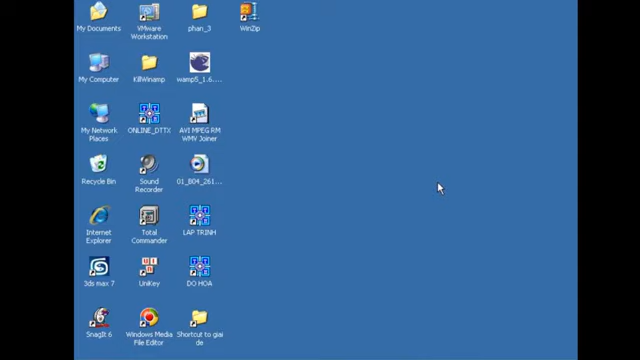 My Documents
VMware
Workstation
phan_3
WinZip
My Computer
KillWinamp
wamp5_1.6....
My Network
Places
ONLINE_DTTX
AVI MPEG RM
WMV Joiner
Recycle Bin
Sound
Recorder
01_B04_261...
Internet
Explorer
Total
Commander
LAP TRINH
3ds max 7
UniKey
DO HOA
SnagIt 6
Windows Media
File Editor
Shortcut to giai
de